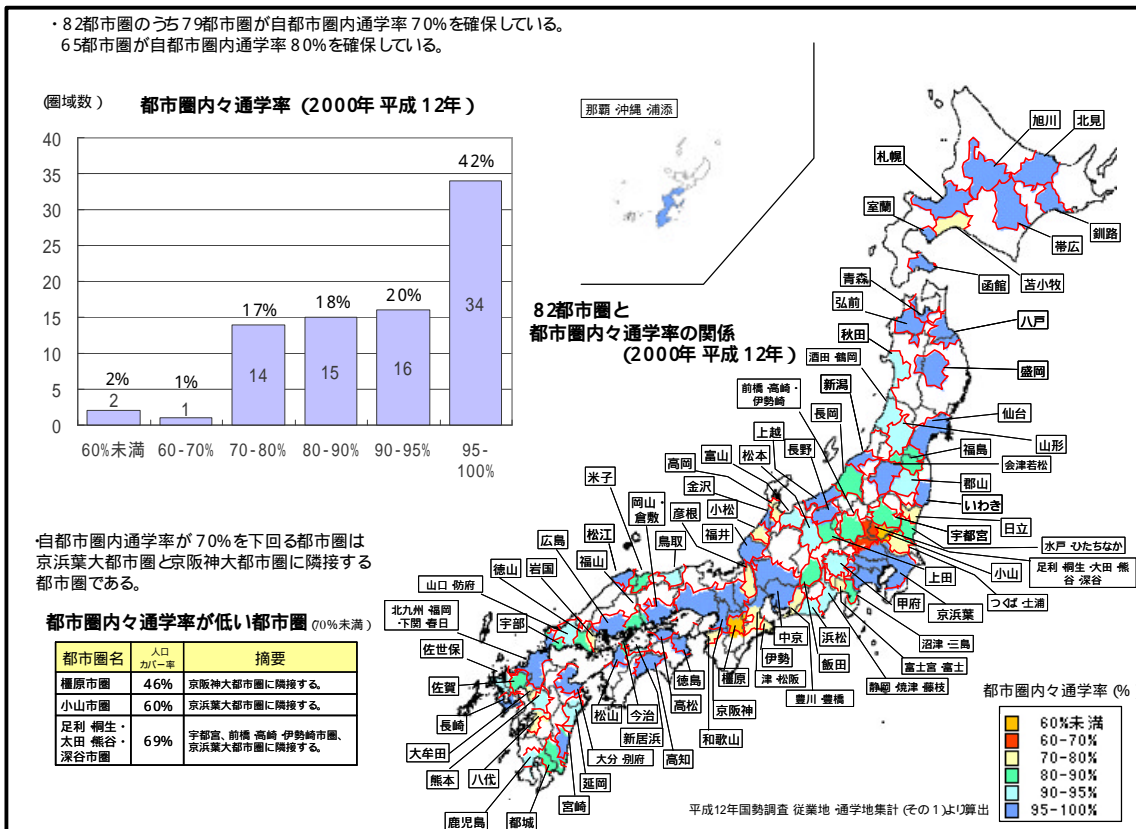 ・82都市圏のうち79都市圏が自都市圏内通学率70%を確保している。
65都市圏が自都市圏内通学率80%を確保している。
(圏域数)
都市圏内々通学率 (2000年 平成12年)
40
35
30
25
20
15
10
5
0
2%
2
1%
1
17%
14
18%
15
20%
16
42%
34
60%未満
60-70%
70-80%
80-90%
90-95%
95-
100%
那覇・沖縄・浦添
82都市圏と
都市圏内々通学率の関係
(2000年 平成12年)
旭川
北見
札幌
室蘭
釧路
帯広
苫小牧
函館
青森
弘前
八戸
秋田
酒田・鶴岡
盛岡
前橋・高崎・
伊勢崎
新潟
長岡
仙台
山形
福島
会津若松
郡山
いわき
日立
宇都宮
水戸・ひたちなか
小山
足利・桐生・太田・熊
谷・深谷
つくば・土浦
上田
甲府
京浜葉
上越
長野
富山
松本
高岡
金沢
小松
福井
彦根
米子
岡山・
倉敷
松江
鳥取
広島
福山
岩国
徳山
山口・防府
北九州・福岡
・下関・春日
宇部
佐世保
佐賀
長崎
大牟田
熊本
八代
鹿児島
都城
宮崎
延岡
大分・別府
松山
今治
新居浜
高知
高松
徳島
和歌山
京阪神
橿原
津・松阪
伊勢
中京
豊川・豊橋
浜松
飯田
静岡・焼津・藤枝
富士宮・富士
沼津・三島
・自都市圏内通学率が70%を下回る都市圏は
京浜葉大都市圏と京阪神大都市圏に隣接する
都市圏である。
都市圏内々通学率が低い都市圏(70%未満)
都市圏名 人口カバー率 摘要
橿原市圏 46% 京阪神大都市圏に隣接する。
小山市圏 60% 京浜葉大都市圏に隣接する。
足利・桐生・太田・熊谷・深谷市圏 69% 宇都宮、前橋・高崎・伊勢崎市圏、京浜葉大都市圏に隣接する。
都市圏内々通学率(%
60%未満
60-70%
70-80%
80-90%
90-95%
95-100%
平成12年国勢調査 従業地・通学地集計(その1)より算出